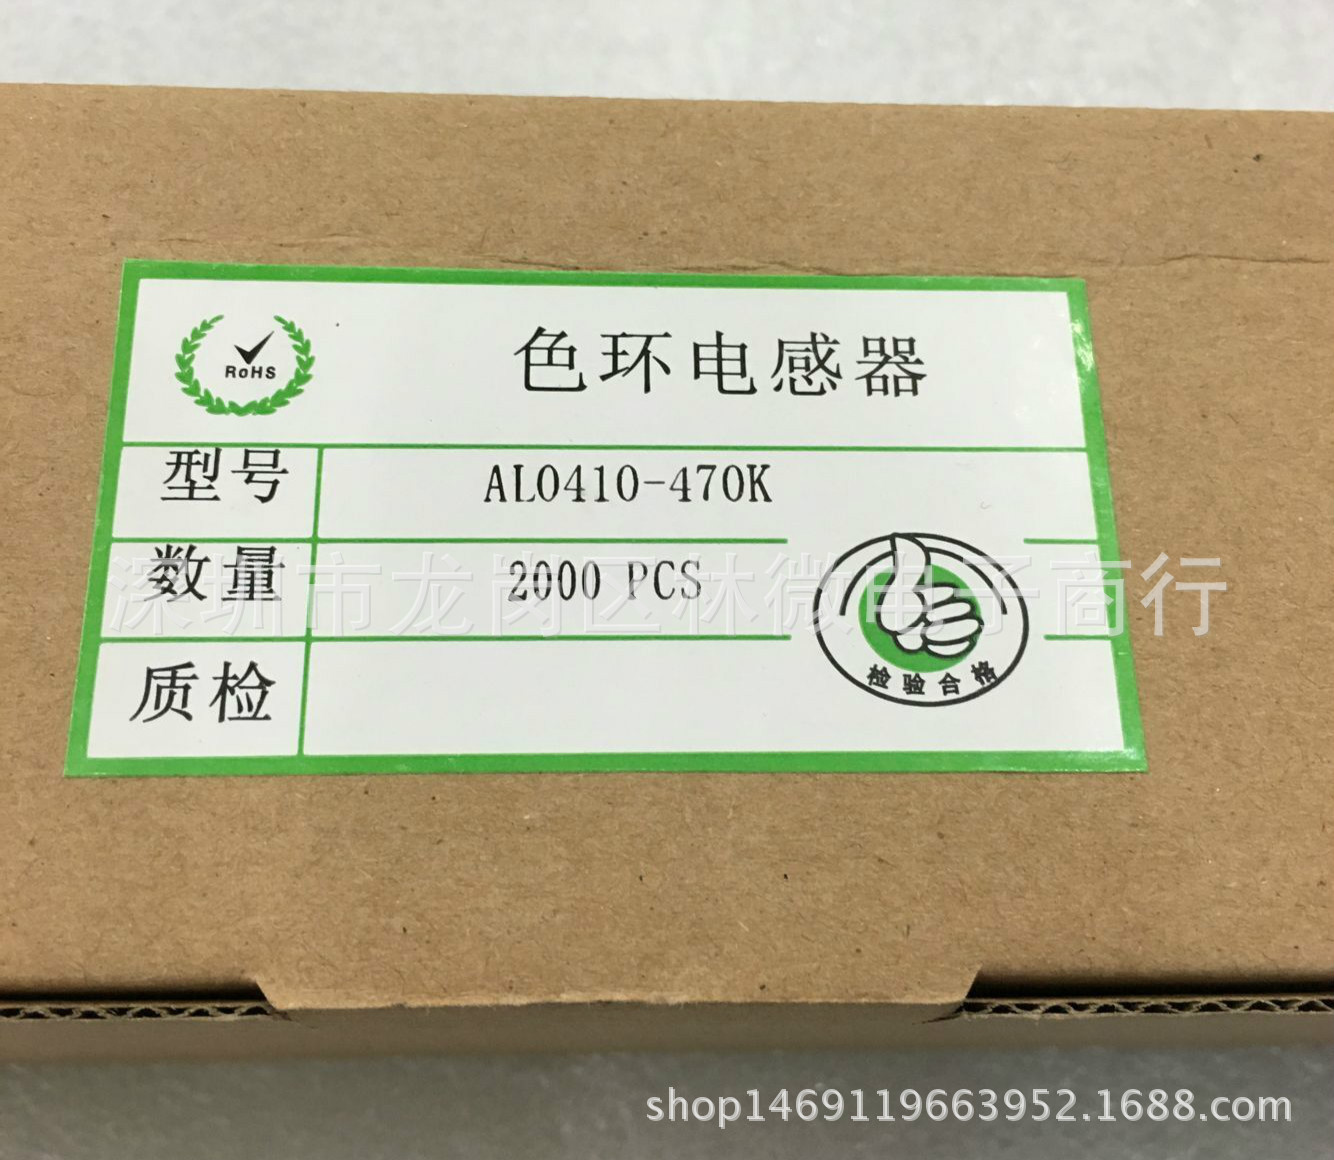 RoHS
色环电感器
型号 AL0410-470K
数量 2000 PCS
质检
检验合格
深圳市龙岗区林微电子商行
shop1469119663952.1688.com